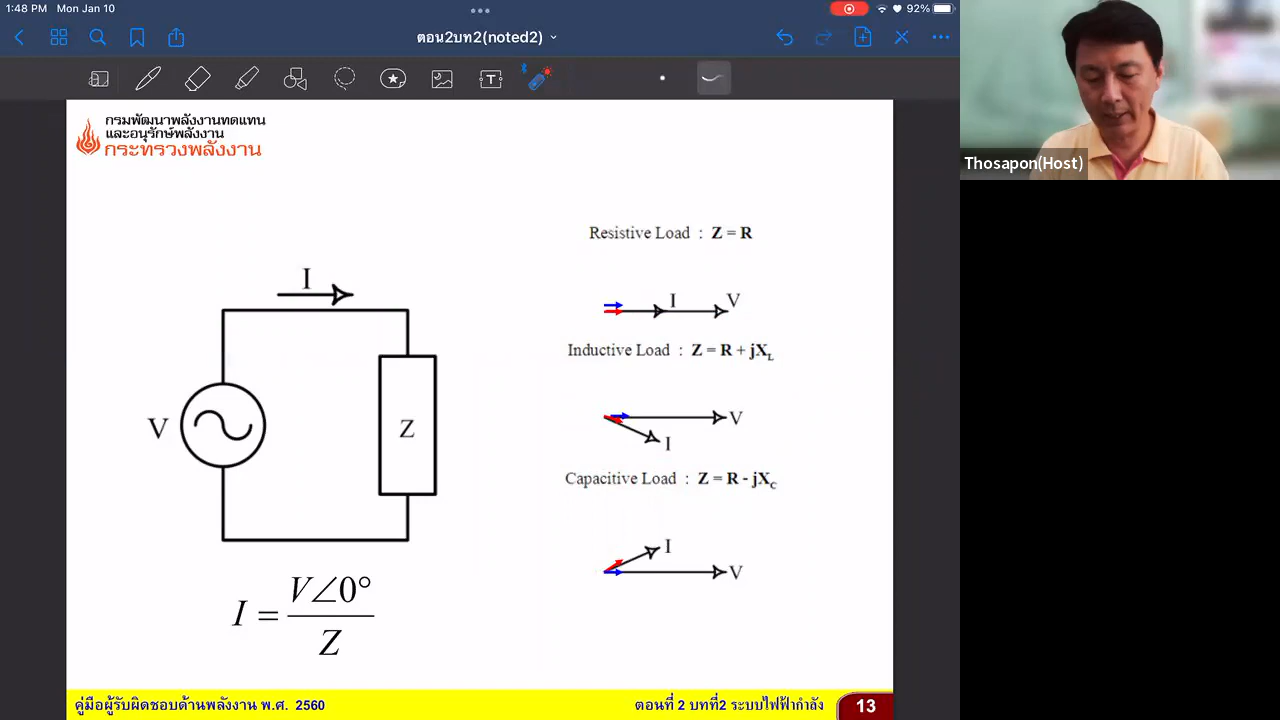 1:48 PM Mon Jan 10
92%
ตอน2บท2(noted2)
T
กรมพัฒนาพลังงานทดแทน
และอนุรักษ์พลังงาน
กระทรวงพลังงาน
Thosapon(Host)
Resistive Load : Z = R
I
I V
Inductive Load : Z = R + jXL
V
I
V
Z
Capacitive Load : Z = R - jXC
I
V
I = V∠0° / Z
คู่มือผู้รับผิดชอบด้านพลังงาน พ.ศ. 2560
ตอนที่ 2 บทที่2 ระบบไฟฟ้ากำลัง
13